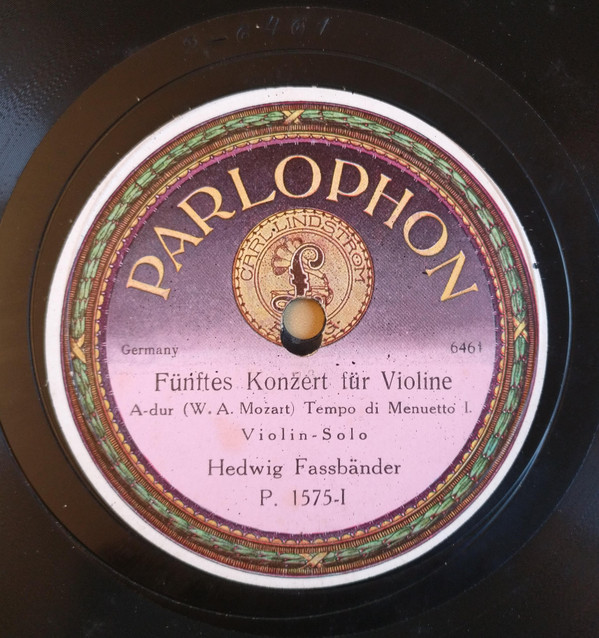 PARLOPHON
CARL LINDSTRÖM
Germany 6461
Fünftes Konzert für Violine
A-dur (W. A. Mozart) Tempo di Menuetto I.
Violin-Solo
Hedwig Fassbänder
P. 1575-I